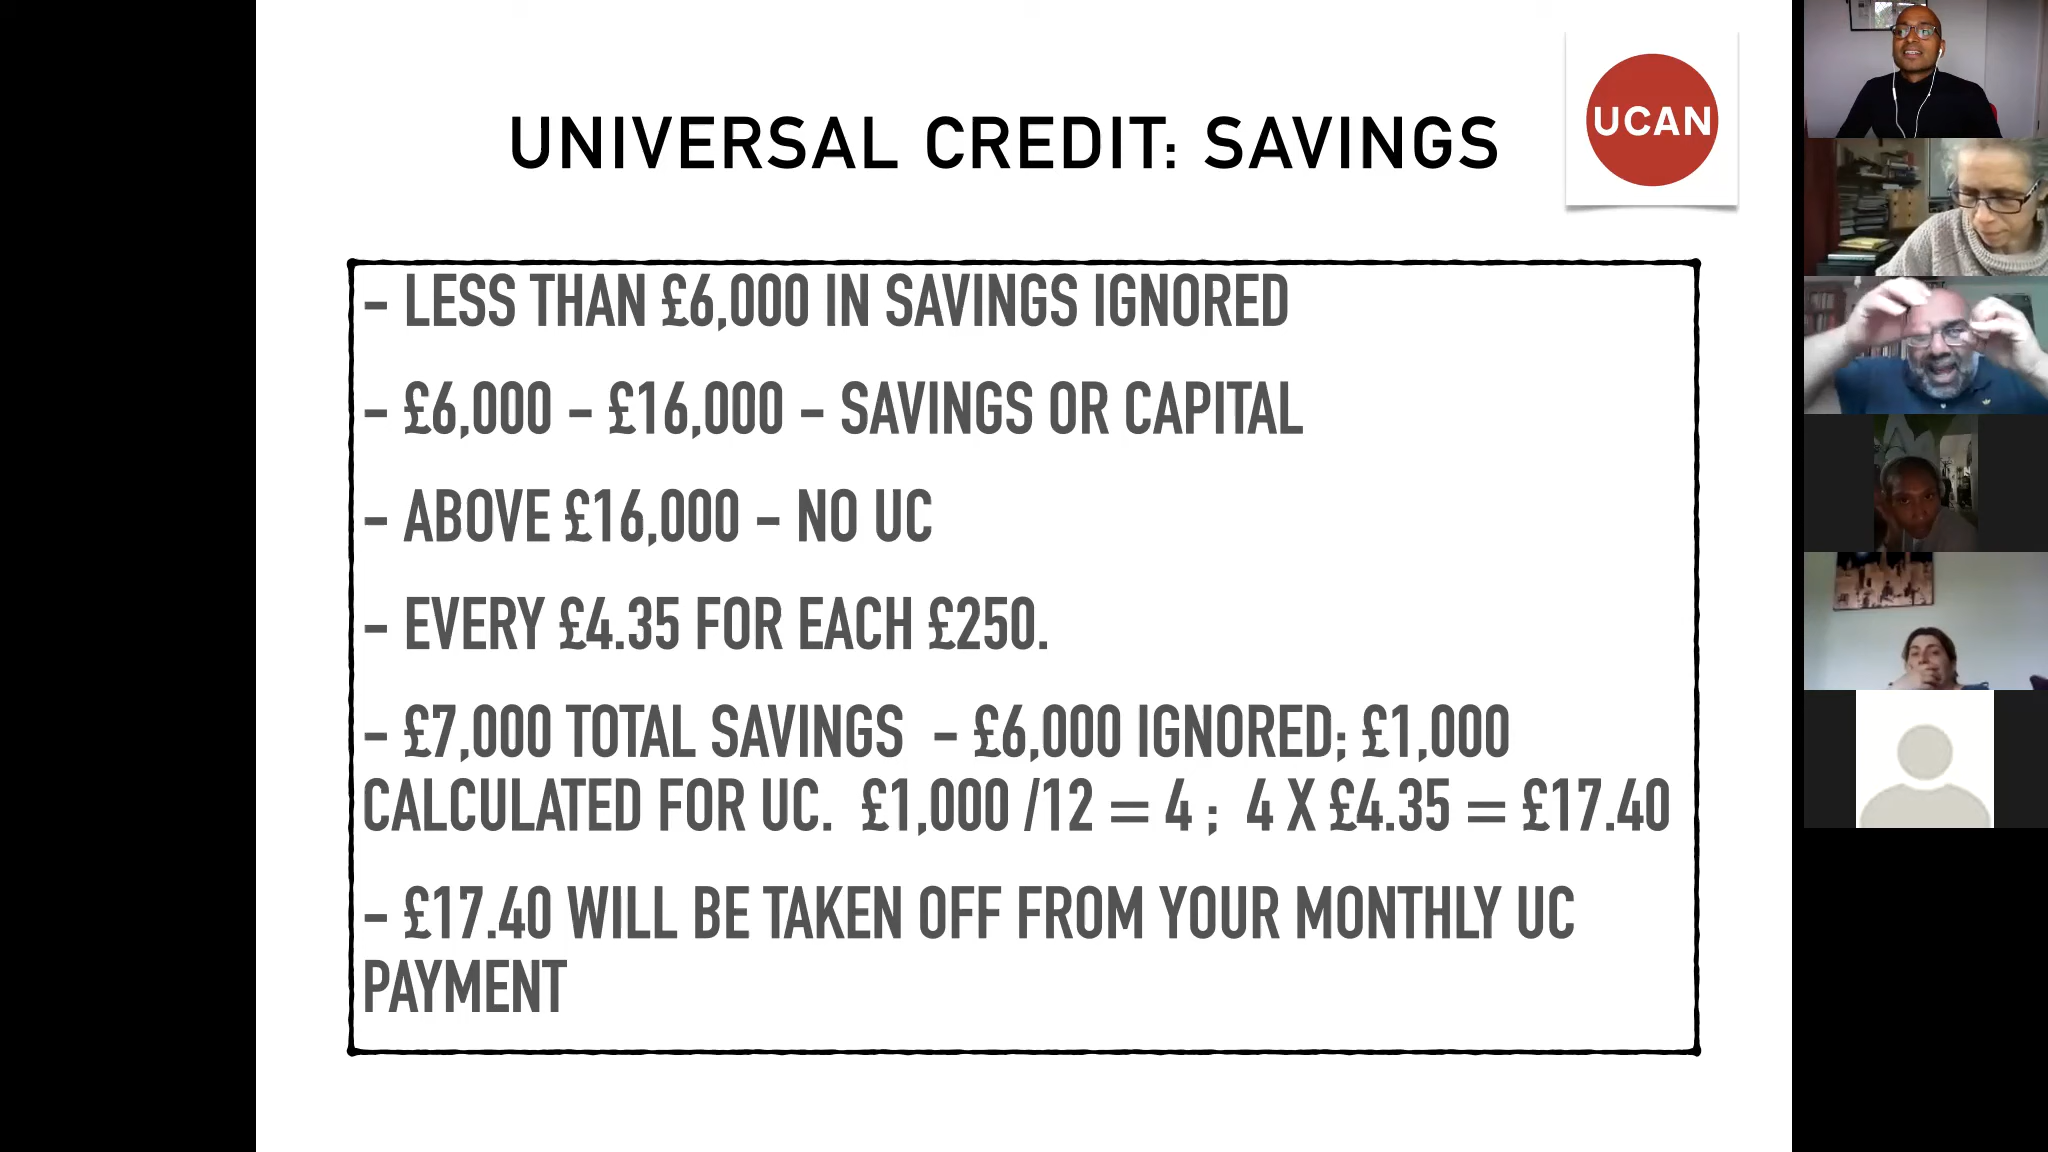 UNIVERSAL CREDIT: SAVINGS
UCAN
– LESS THAN £6,000 IN SAVINGS IGNORED
– £6,000 – £16,000 – SAVINGS OR CAPITAL
– ABOVE £16,000 – NO UC
– EVERY £4.35 FOR EACH £250.
– £7,000 TOTAL SAVINGS – £6,000 IGNORED; £1,000
CALCULATED FOR UC. £1,000 /12 = 4 ; 4 X £4.35 = £17.40
– £17.40 WILL BE TAKEN OFF FROM YOUR MONTHLY UC
PAYMENT